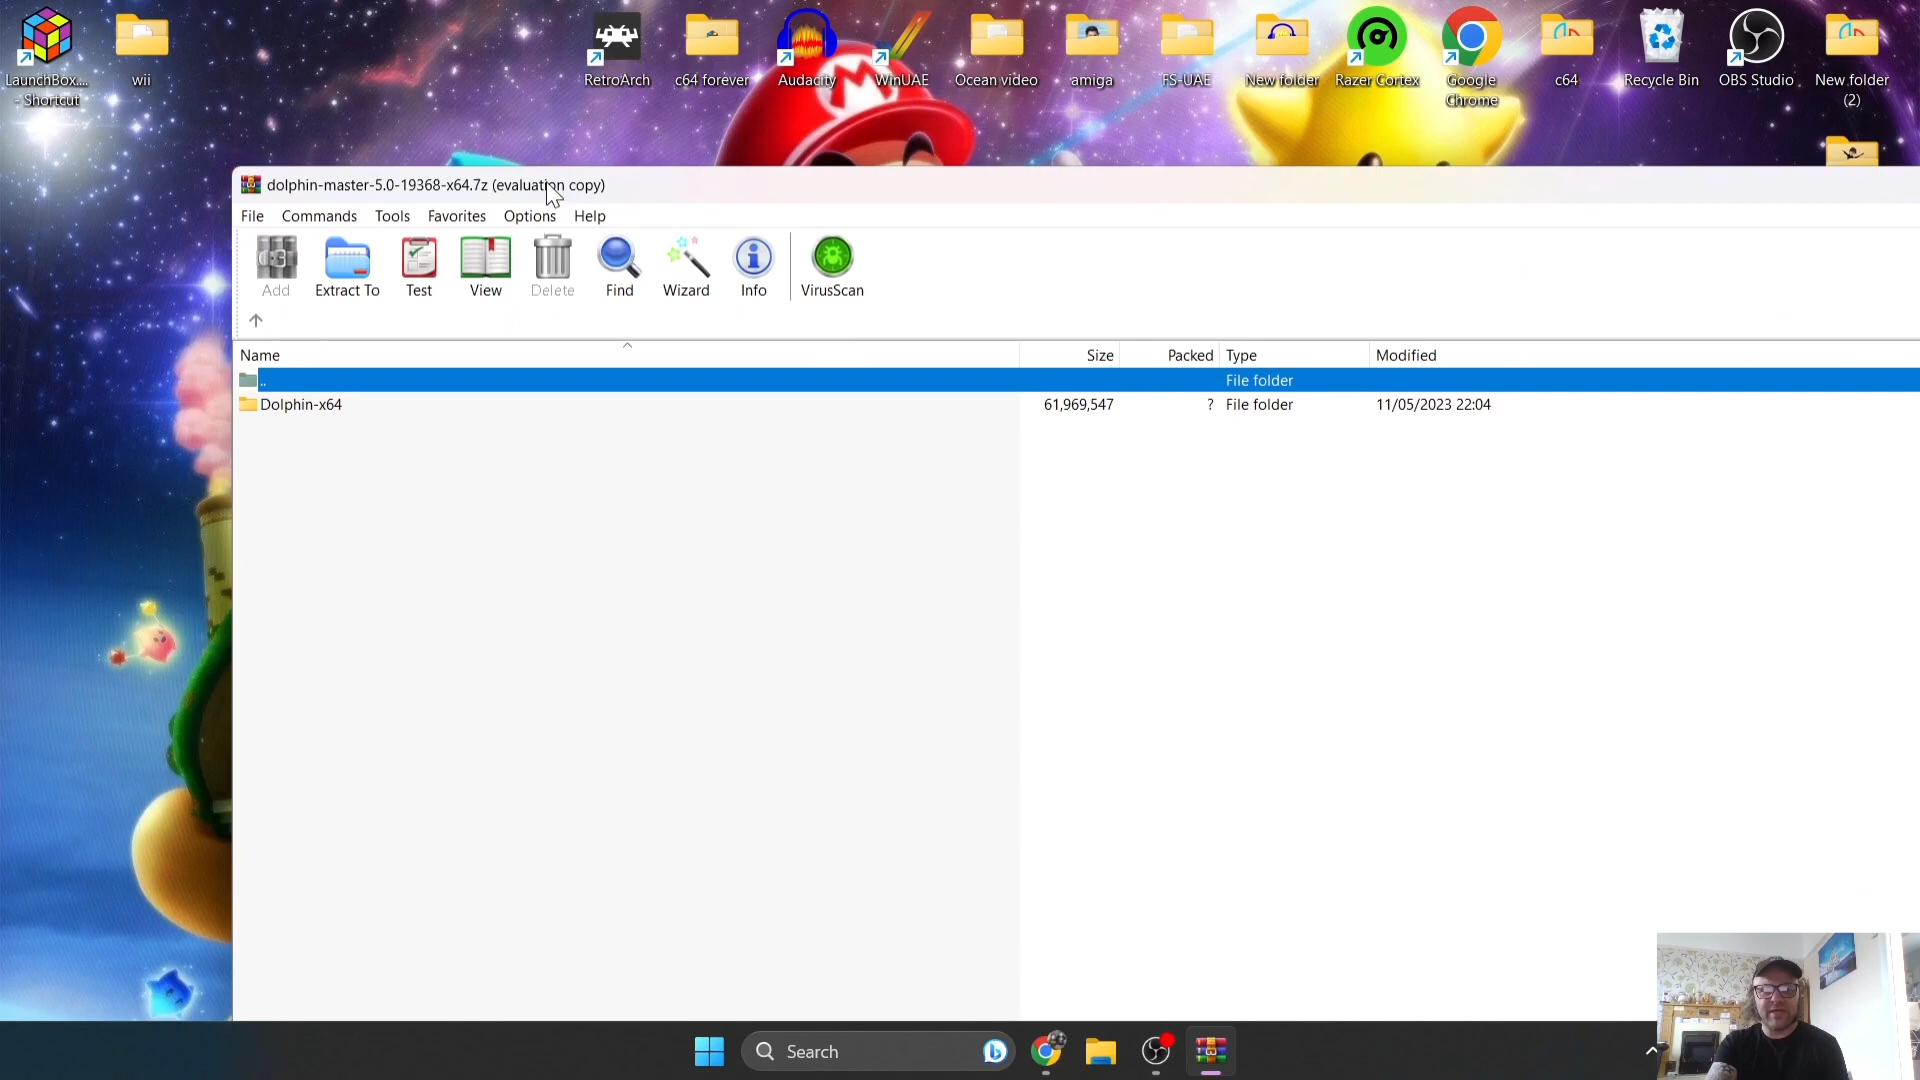 LaunchBox...
- Shortcut
wii
RetroArch
c64 forever
Audacity
WinUAE
Ocean video
amiga
FS-UAE
New folder
Razer Cortex
Google
Chrome
c64
Recycle Bin
OBS Studio
New folder
(2)
dolphin-master-5.0-19368-x64.7z (evaluation copy)
File Commands Tools Favorites Options Help
Add Extract To Test View Delete Find Wizard Info VirusScan
Name Size Packed Type Modified
.. File folder
Dolphin-x64 61,969,547 ? File folder 11/05/2023 22:04
Search